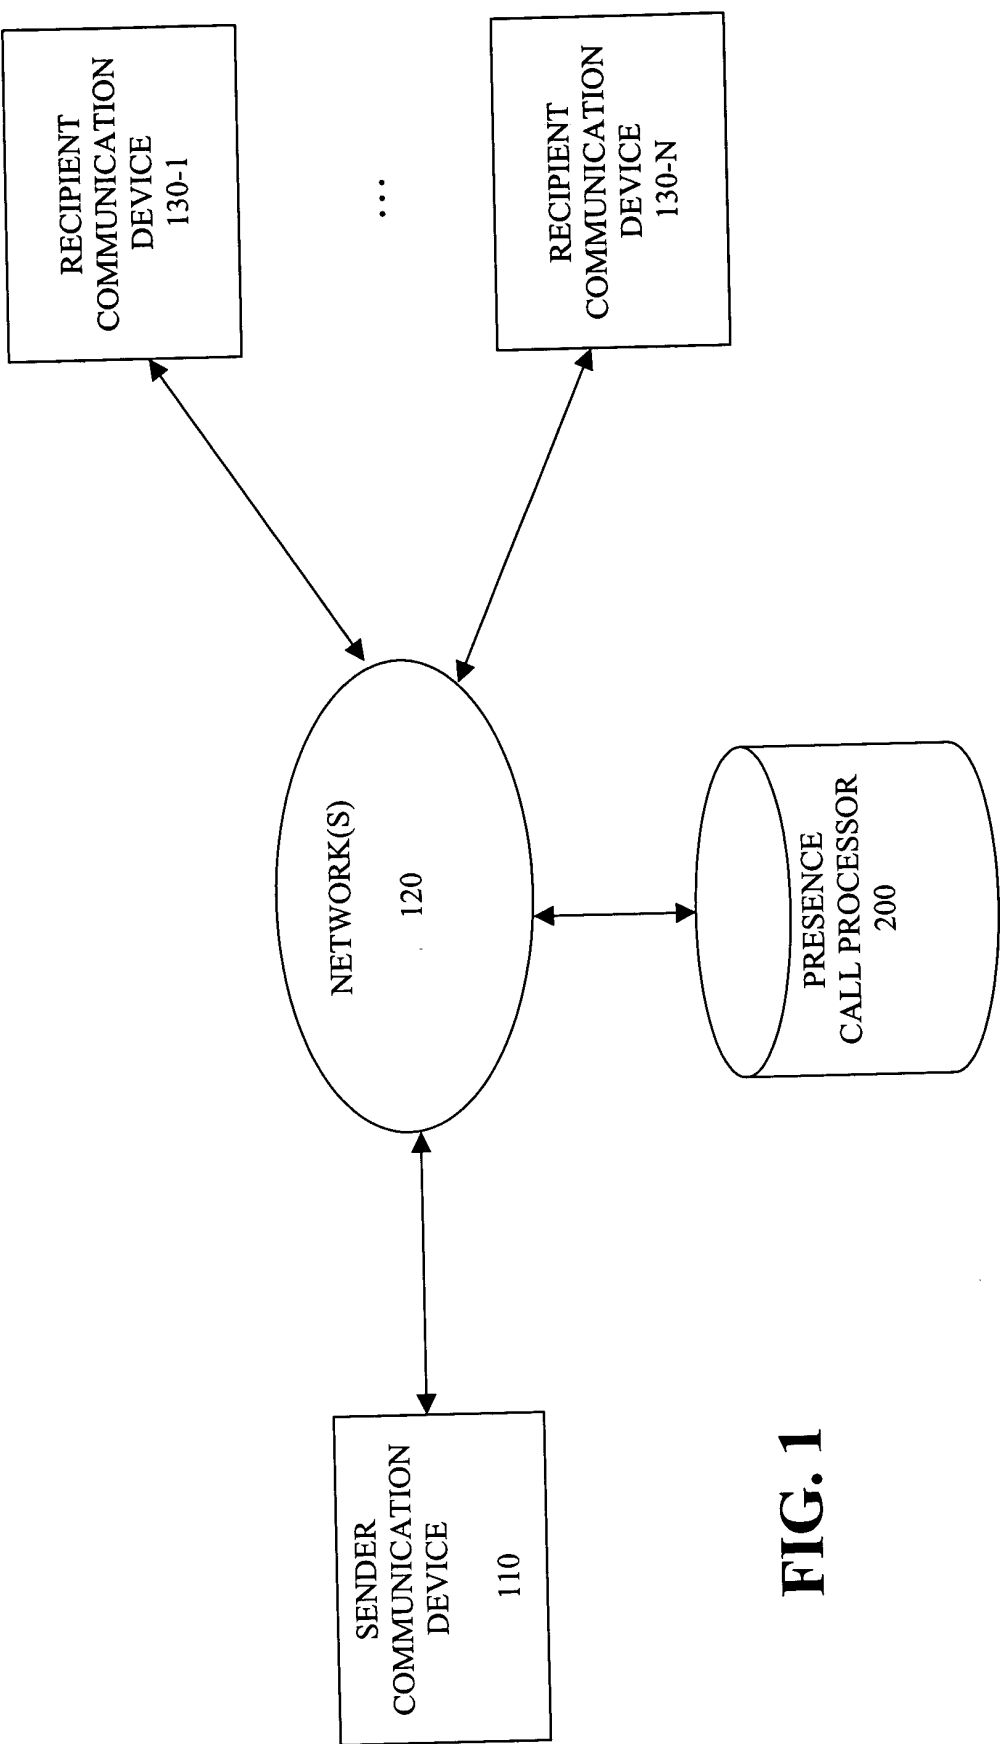 SENDER
COMMUNICATION
DEVICE
110
NETWORK(S)
120
RECIPIENT
COMMUNICATION
DEVICE
130-1
...
RECIPIENT
COMMUNICATION
DEVICE
130-N
PRESENCE
CALL PROCESSOR
200
FIG. 1